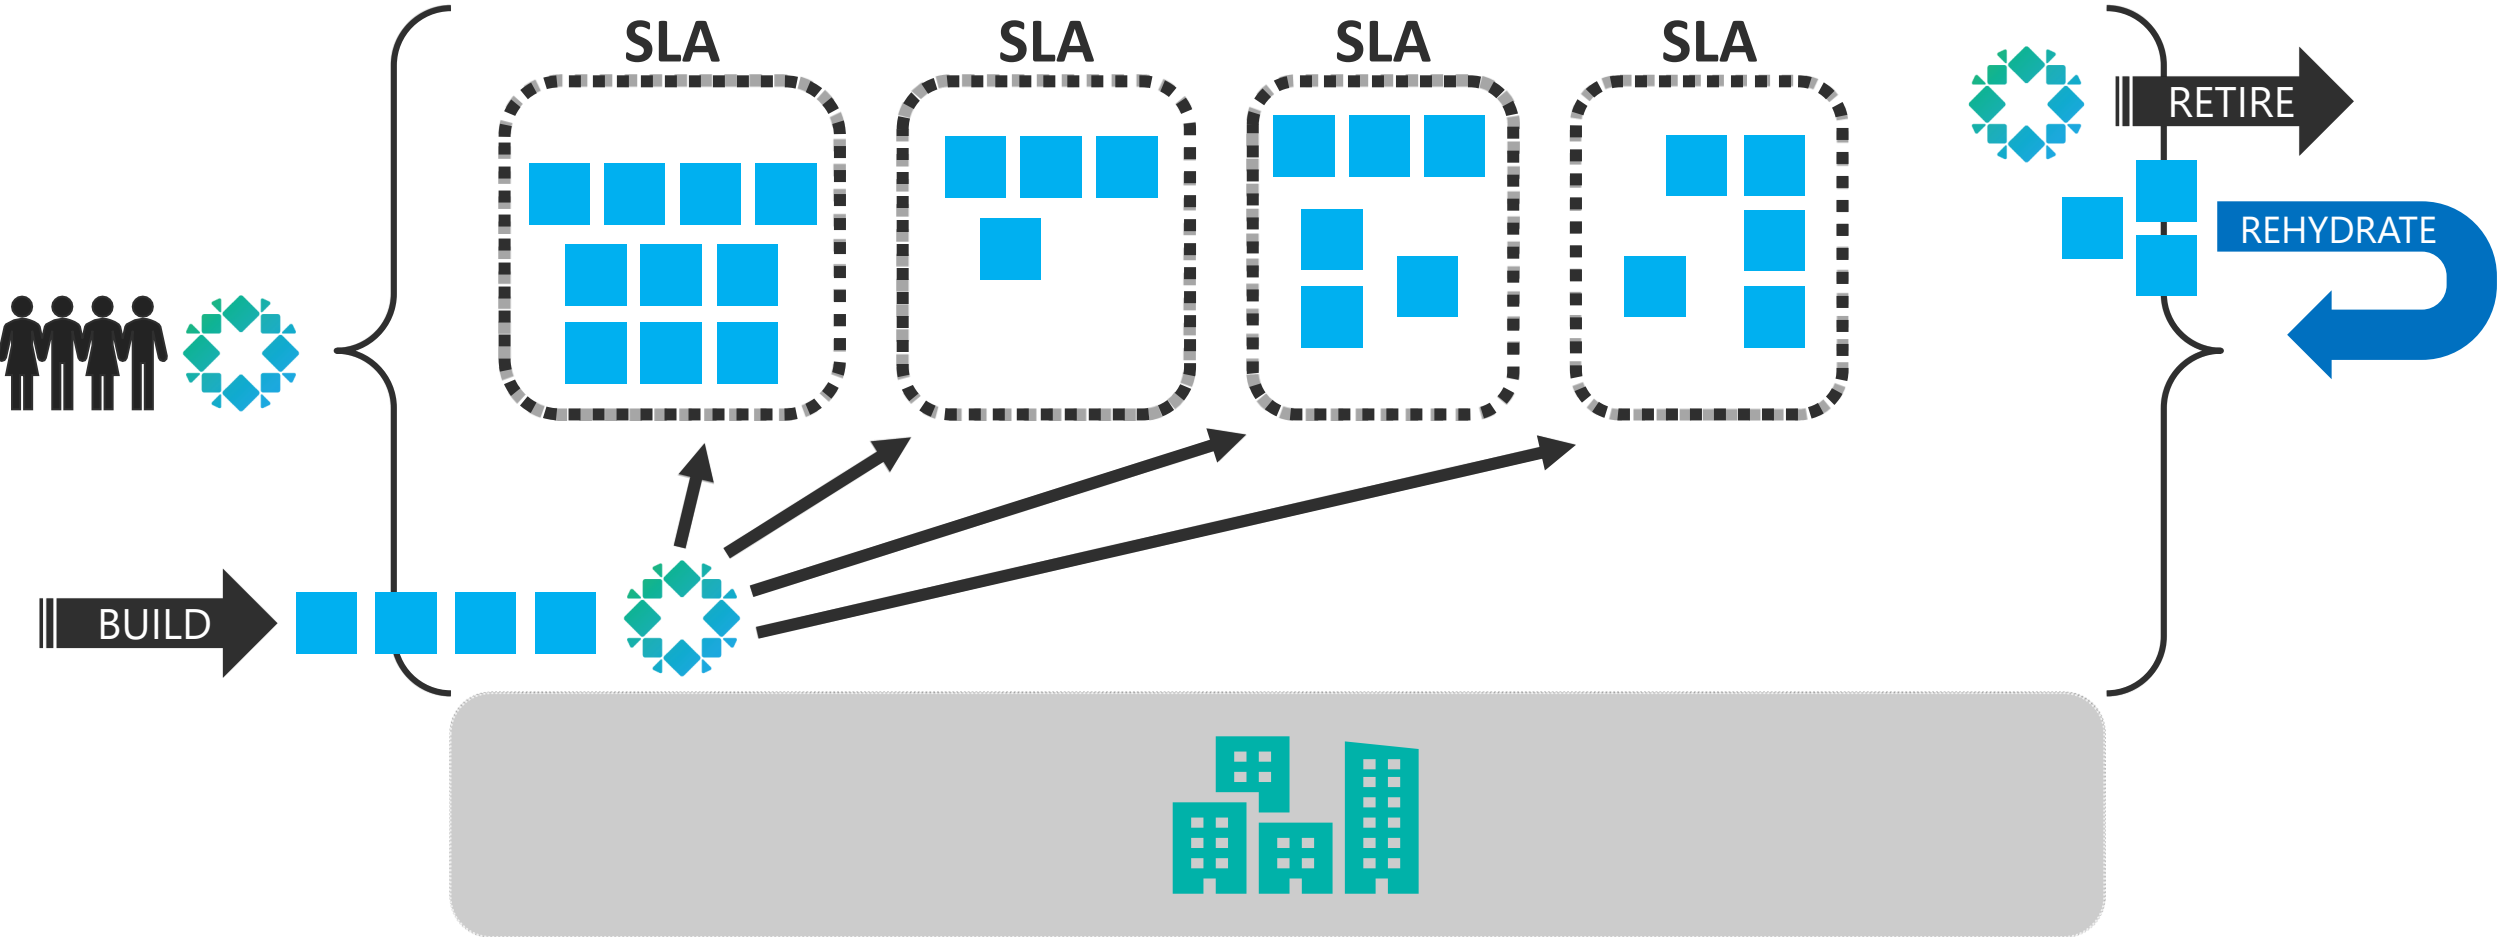 SLA
SLA
SLA
SLA
RETIRE
REHYDRATE
BUILD